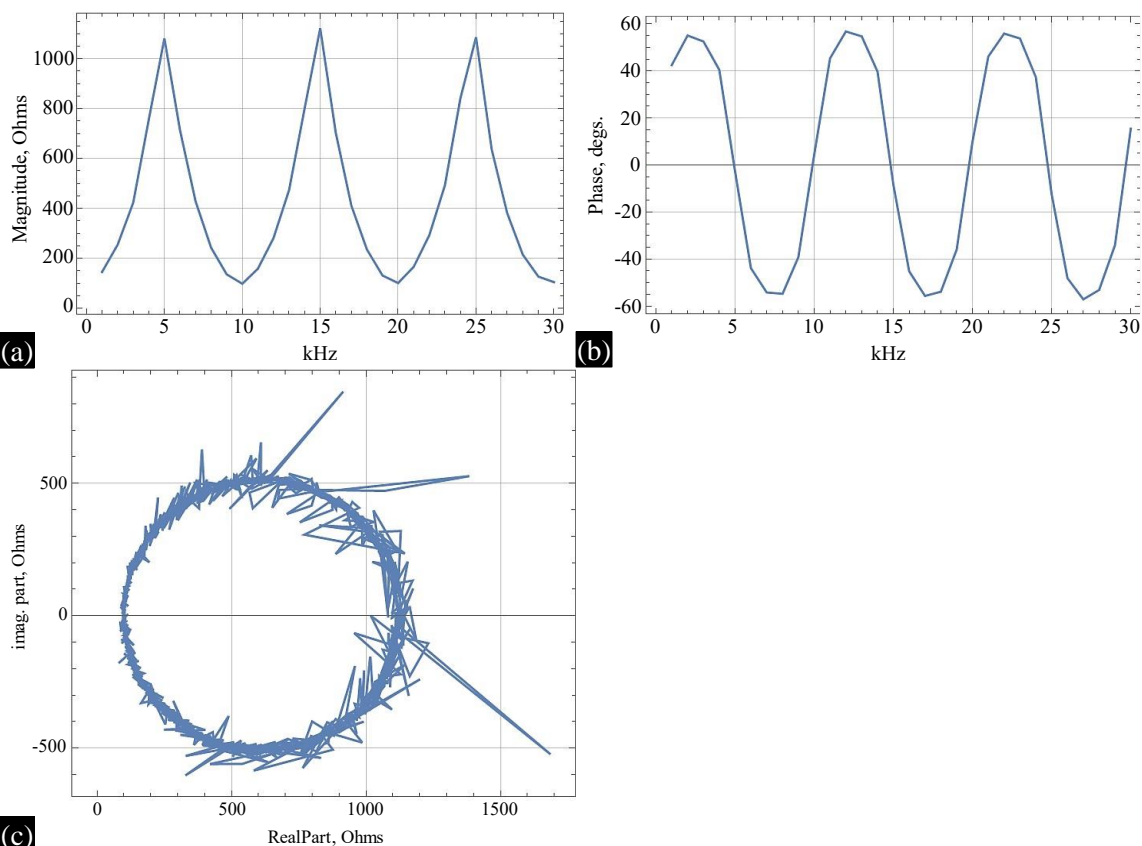 1000
800
600
400
200
0
Magnitude, Ohms
0 5 10 15 20 25 30
kHz
(a)
60
40
20
0
-20
-40
-60
Phase, degs.
0 5 10 15 20 25 30
kHz
(b)
500
0
-500
imag. part, Ohms
0 500 1000 1500
RealPart, Ohms
(c)